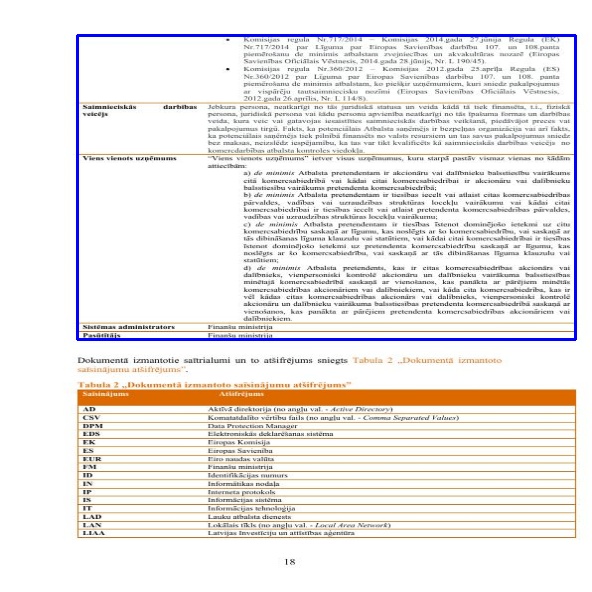 • Komisijas regula Nr.717/2014 – Komisijas 2014.gada 27.jūnija Regula (EK)
Nr.717/2014 par Līguma par Eiropas Savienības darbību 107. un 108.panta
piemērošanu de minimis atbalstam zvejniecības un akvakultūras nozarē (Eiropas
Savienības Oficiālais Vēstnesis, 2014.gada 28.jūnijs, Nr. L 190/45).
• Komisijas regula Nr.360/2012 – Komisijas 2012.gada 25.aprīļa Regula (ES)
Nr.360/2012 par Līguma par Eiropas Savienības darbību 107. un 108. panta
piemērošanu de minimis atbalstam, ko piešķir uzņēmumiem, kuri sniedz pakalpojumus
ar vispārēju tautsaimniecisku nozīmi (Eiropas Savienības Oficiālais Vēstnesis,
2012.gada 26.aprīlis, Nr. L 114/8).
Saimnieciskās darbības veicējs
Jebkura persona, neatkarīgi no tās juridiskā statusa un veida kādā tā tiek finansēta, t.i., fiziskā
persona, juridiskā persona vai kādu personu apvienība neatkarīgi no tās īpašuma formas un darbības
veida, kura veic vai gatavojas iesaistīties saimnieciskās darbības veikšanā, piedāvājot preces vai
pakalpojumus tirgū. Fakts, ka potenciālais Atbalsta saņēmējs ir bezpeļņas organizācija vai arī fakts,
ka potenciālais saņēmējs tiek pilnībā finansēts no valsts resursiem un tas savus pakalpojumus sniedz
bez maksas, neizslēdz iespējamību, ka tas var tikt kvalificēts kā saimnieciskās darbības veicējs no
komercdarbības atbalsta kontroles viedokļa.
Viens vienots uzņēmums
"Viens vienots uzņēmums" ietver visus uzņēmumus, kuru starpā pastāv vismaz vienas no šādām
attiecībām:
a) de minimis Atbalsta pretendentam ir akcionāru vai dalībnieku balsstiesību vairākums
citā komercsabiedrībā vai kādai citai komercsabiedrībai ir akcionāru vai dalībnieku
balsstiesību vairākums pretendenta komercsabiedrībā;
b) de minimis Atbalsta pretendentam ir tiesības iecelt vai atlaist citas komercsabiedrības
pārvaldes, vadības vai uzraudzības struktūras locekļu vairākumu vai kādai citai
komercsabiedrībai ir tiesības iecelt vai atlaist pretendenta komercsabiedrības pārvaldes,
vadības vai uzraudzības struktūras locekļu vairākumu;
c) de minimis Atbalsta pretendentam ir tiesības īstenot dominējošo ietekmi uz citu
komercsabiedrību saskaņā ar līgumu, kas noslēgts ar šo komercsabiedrību, vai saskaņā ar
tās dibināšanas līguma klauzulu vai statūtiem, vai kādai citai komercsabiedrībai ir tiesības
īstenot dominējošo ietekmi uz pretendenta komercsabiedrību saskaņā ar līgumu, kas
noslēgts ar šo komercsabiedrību, vai saskaņā ar tās dibināšanas līguma klauzulu vai
statūtiem;
d) de minimis Atbalsta pretendents, kas ir citas komercsabiedrības akcionārs vai
dalībnieks, vienpersoniski kontrolē akcionāru un dalībnieku vairākuma balsstiesības
minētajā komercsabiedrībā saskaņā ar vienošanos, kas panākta ar pārējiem minētās
komercsabiedrības akcionāriem vai dalībniekiem, vai kāda cita komercsabiedrība, kas ir
vēl kādas citas komercsabiedrības akcionārs vai dalībnieks, vienpersoniski kontrolē
akcionāru un dalībnieku vairākuma balsstiesības pretendenta komercsabiedrībā saskaņā ar
vienošanos, kas panākta ar pārējiem pretendenta komercsabiedrības akcionāriem vai
dalībniekiem.
Sistēmas administrators Finanšu ministrija
Pasūtītājs Finanšu ministrija
Dokumentā izmantotie saīsinājumi un to atšifrējums sniegts Tabula 2 „Dokumentā izmantoto
saīsinājumu atšifrējums".
Tabula 2 „Dokumentā izmantoto saīsinājumu atšifrējums"
Saīsinājums Atšifrējums
AD Aktīvā direktorija (no angļu val. - Active Directory)
CSV Komatatdalīto vērtību fails (no angļu val. - Comma Separated Values)
DPM Data Protection Manager
EDS Elektroniskās deklarēšanas sistēma
EK Eiropas Komisija
ES Eiropas Savienība
EUR Eiro naudas valūta
FM Finanšu ministrija
ID Identifikācijas numurs
IN Informātikas nodaļa
IP Interneta protokols
IS Informācijas sistēma
IT Informācijas tehnoloģija
LAD Lauku atbalsta dienests
LAN Lokālais tīkls (no angļu val. - Local Area Network)
LIAA Latvijas Investīciju un attīstības aģentūra
18